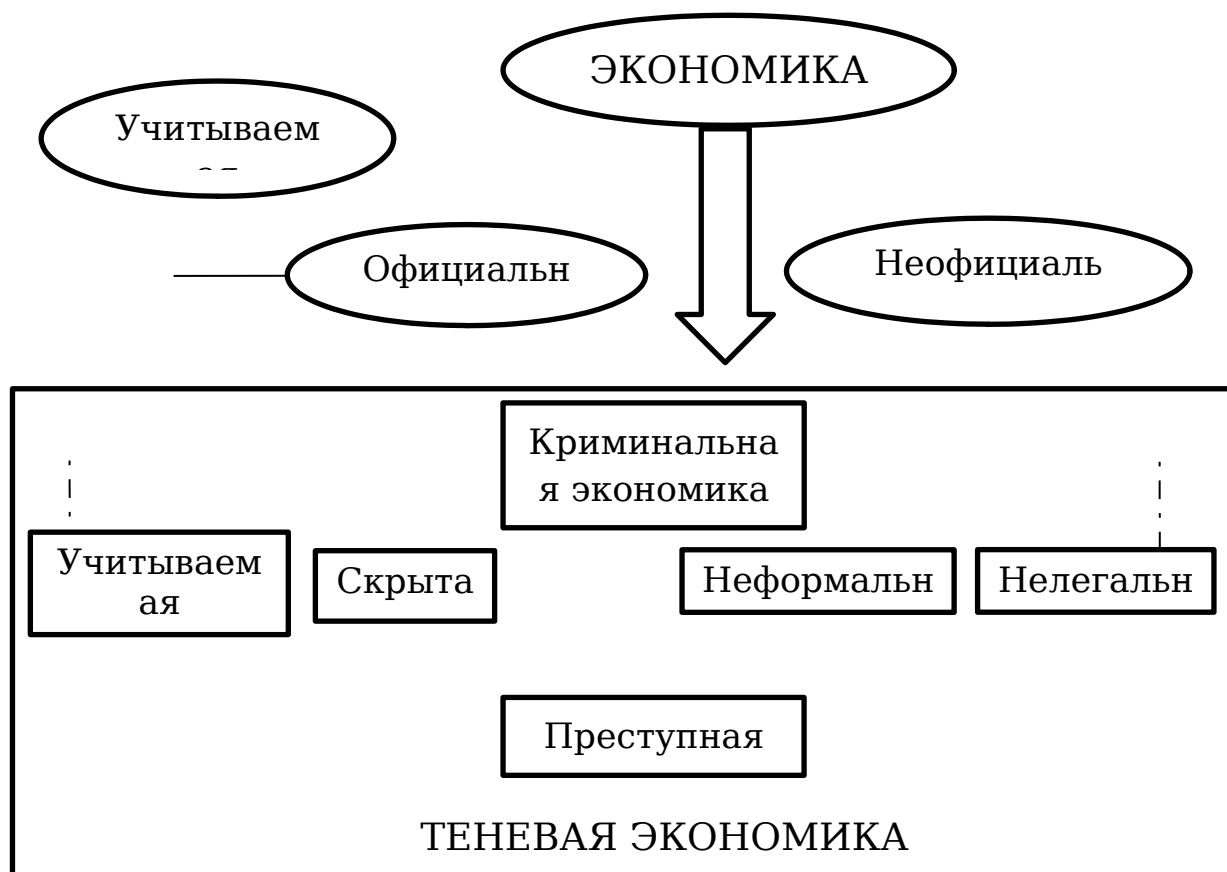 ЭКОНОМИКА
Учитываем
Официальн
Неофициаль
Криминальна
я экономика
Учитываем
ая
Скрыта
Неформальн
Нелегальн
Преступная
ТЕНЕВАЯ ЭКОНОМИКА